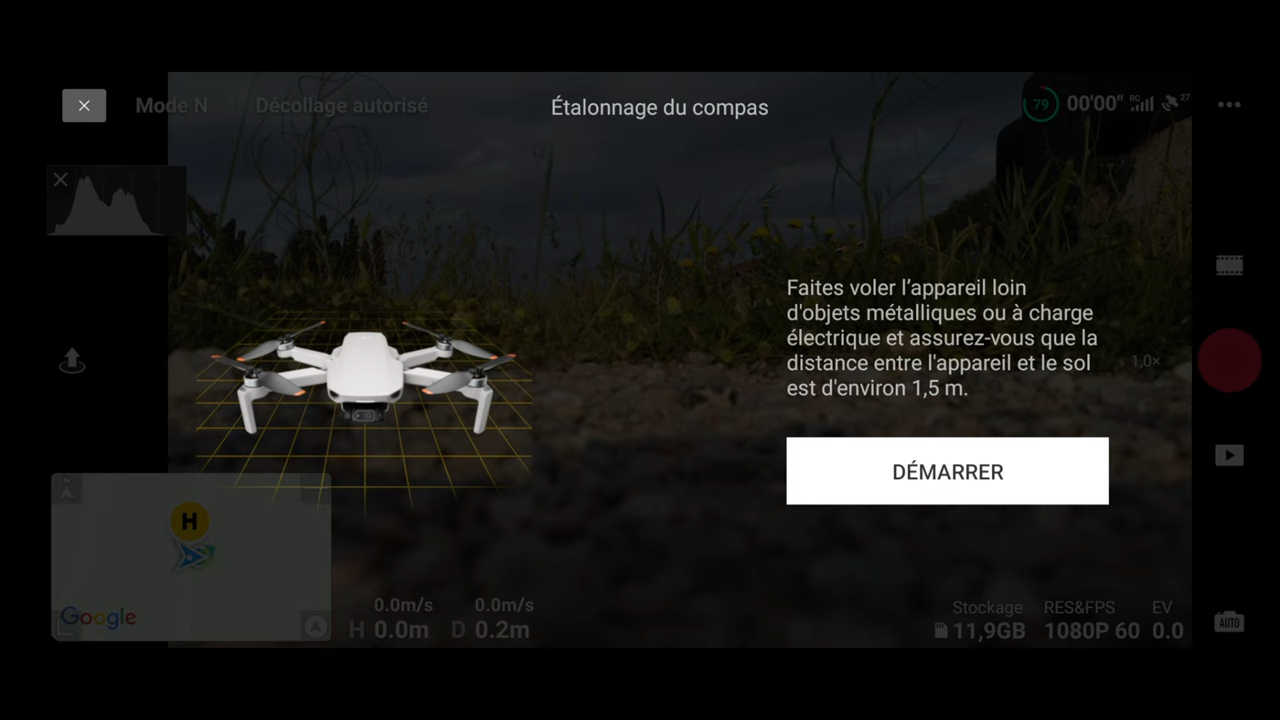 Mode N
Décollage autorisé
Étalonnage du compas
79
00'00"
RC
27
Faites voler l’appareil loin
d'objets métalliques ou à charge
électrique et assurez-vous que la
distance entre l'appareil et le sol
est d'environ 1,5 m.
1,0×
DÉMARRER
N
H
Google
0.0m/s
0.0m/s
H 0.0m
D 0.2m
Stockage
RES&FPS
EV
11,9GB
1080P 60
0.0
AUTO